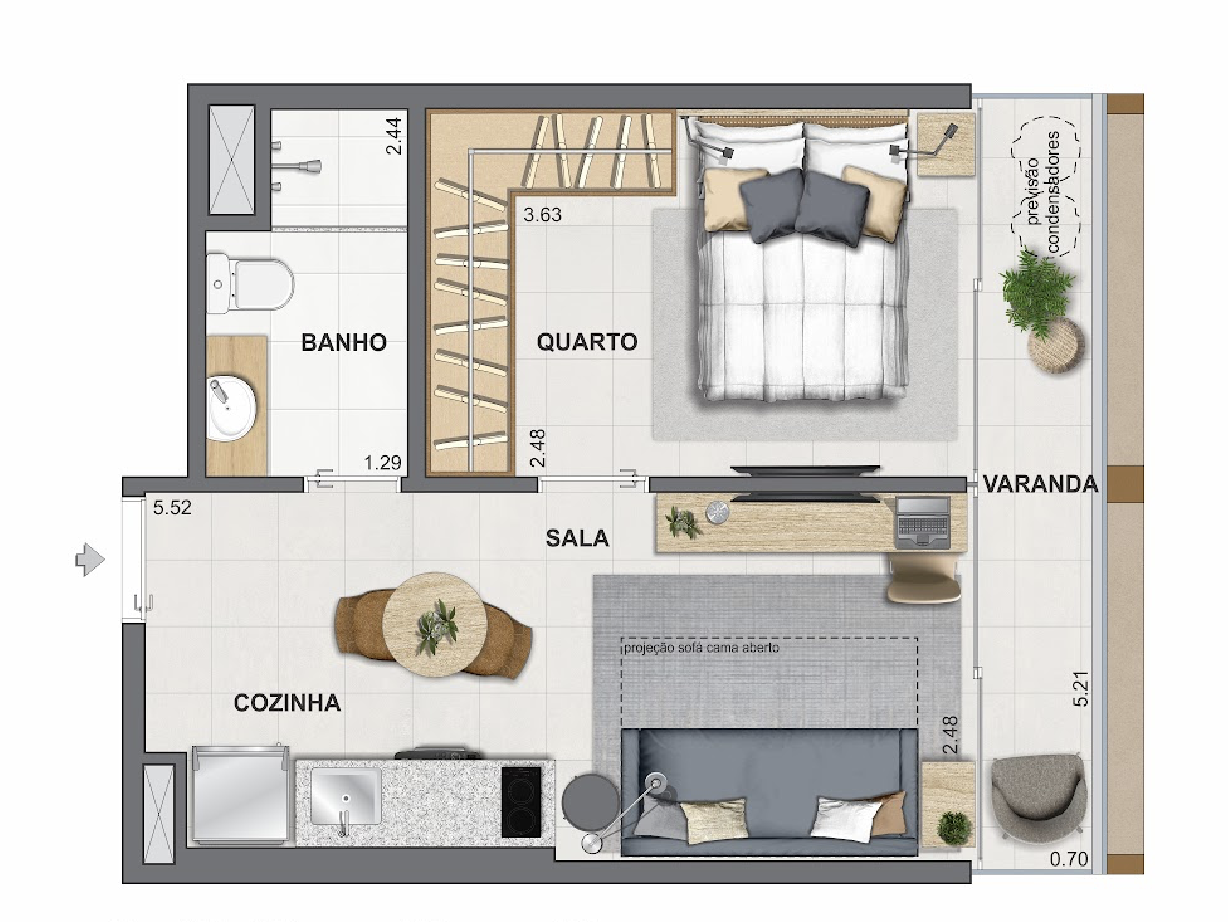 2.44
previsão
condensadores
3.63
BANHO
QUARTO
2.48
1.29
VARANDA
5.52
SALA
projeção sofá cama aberto
5.21
COZINHA
2.48
0.70